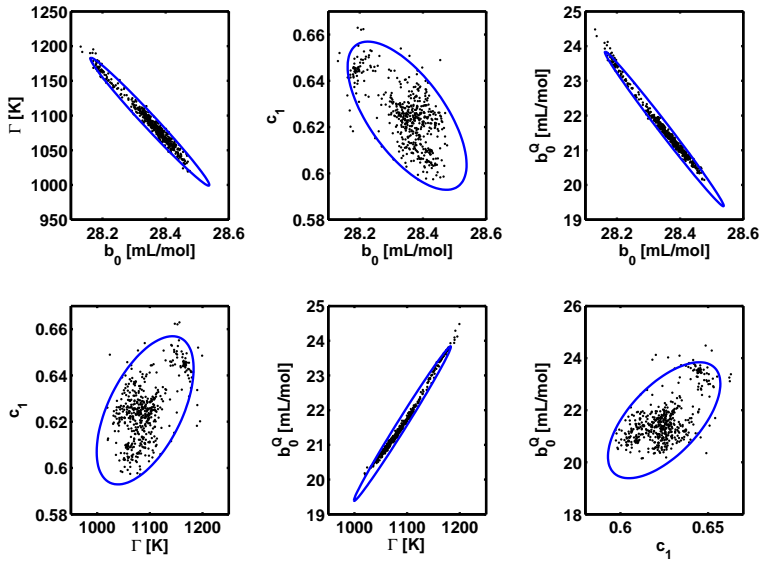 1250
1200
1150
1100
1050
1000
950
Γ [K]
28.2 28.4 28.6
b0 [mL/mol]
0.66
0.64
0.62
0.6
0.58
c1
28.2 28.4 28.6
b0 [mL/mol]
25
24
23
22
21
20
19
b0Q [mL/mol]
28.2 28.4 28.6
b0 [mL/mol]
0.66
0.64
0.62
0.6
0.58
c1
1000 1100 1200
Γ [K]
25
24
23
22
21
20
19
b0Q [mL/mol]
1000 1100 1200
Γ [K]
26
24
22
20
18
b0Q [mL/mol]
0.6 0.65
c1